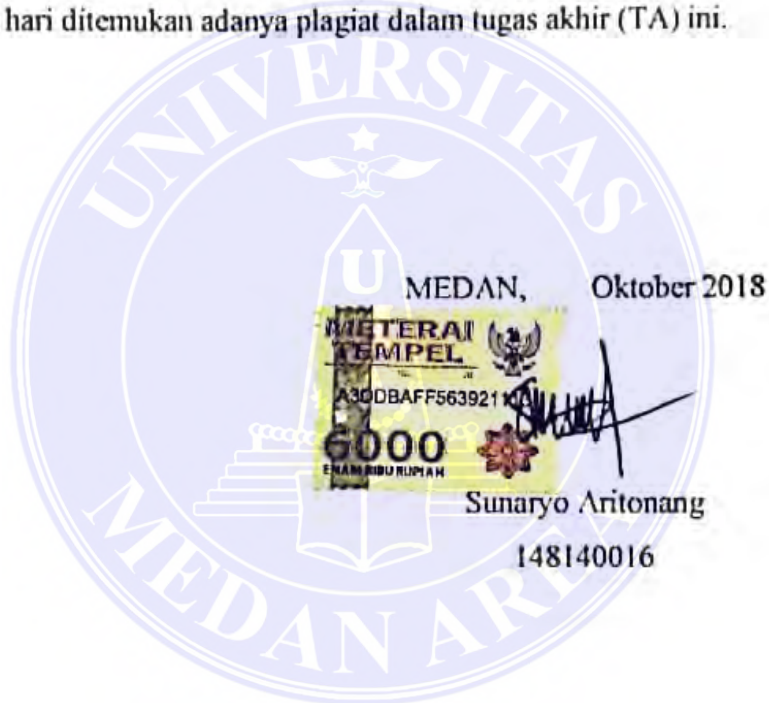 hari ditemukan adanya plagiat dalam tugas akhir (TA) ini.
UNIVERSITAS
U
MEDAN, Oktober 2018
METERAI
TEMPEL
6000
ENAM RIBU RUPIAH
Sunaryo Aritonang
148140016
MEDAN AREA